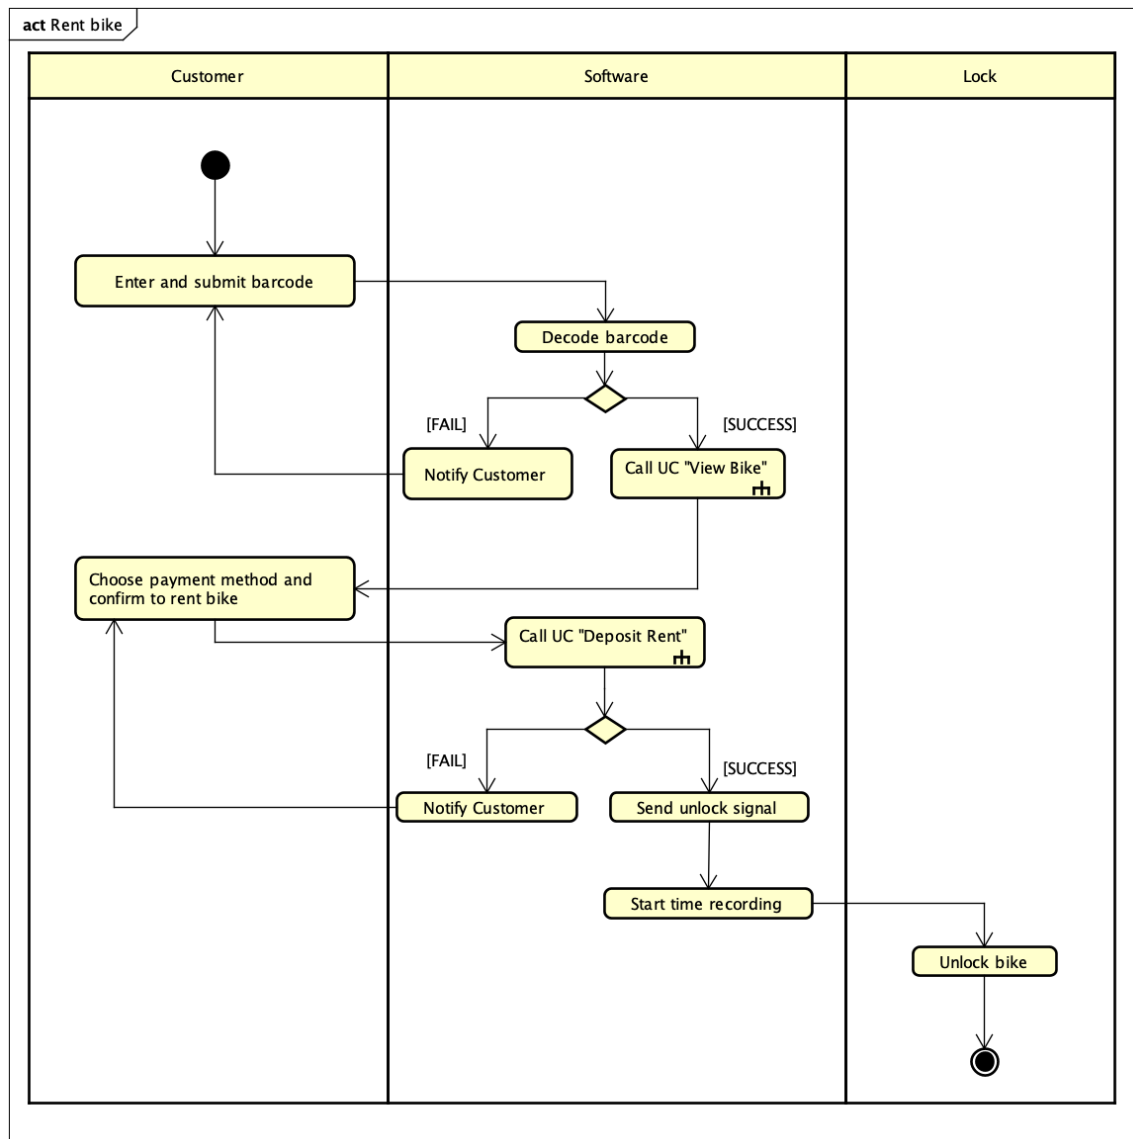 act Rent bike
Customer
Software
Lock
Enter and submit barcode
Decode barcode
[FAIL]
[SUCCESS]
Notify Customer
Call UC "View Bike"
Choose payment method and
confirm to rent bike
Call UC "Deposit Rent"
[FAIL]
[SUCCESS]
Notify Customer
Send unlock signal
Start time recording
Unlock bike